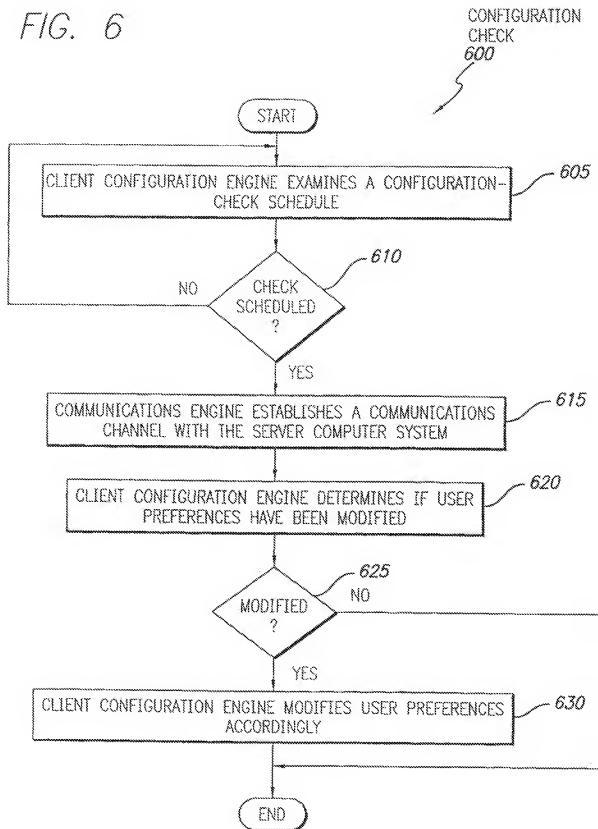 FIG. 6
CONFIGURATION
CHECK
600
START
CLIENT CONFIGURATION ENGINE EXAMINES A CONFIGURATION-
CHECK SCHEDULE
605
610
NO
CHECK
SCHEDULED
?
YES
COMMUNICATIONS ENGINE ESTABLISHES A COMMUNICATIONS
CHANNEL WITH THE SERVER COMPUTER SYSTEM
615
CLIENT CONFIGURATION ENGINE DETERMINES IF USER
PREFERENCES HAVE BEEN MODIFIED
620
625
MODIFIED
?
NO
YES
CLIENT CONFIGURATION ENGINE MODIFIES USER PREFERENCES
ACCORDINGLY
630
END